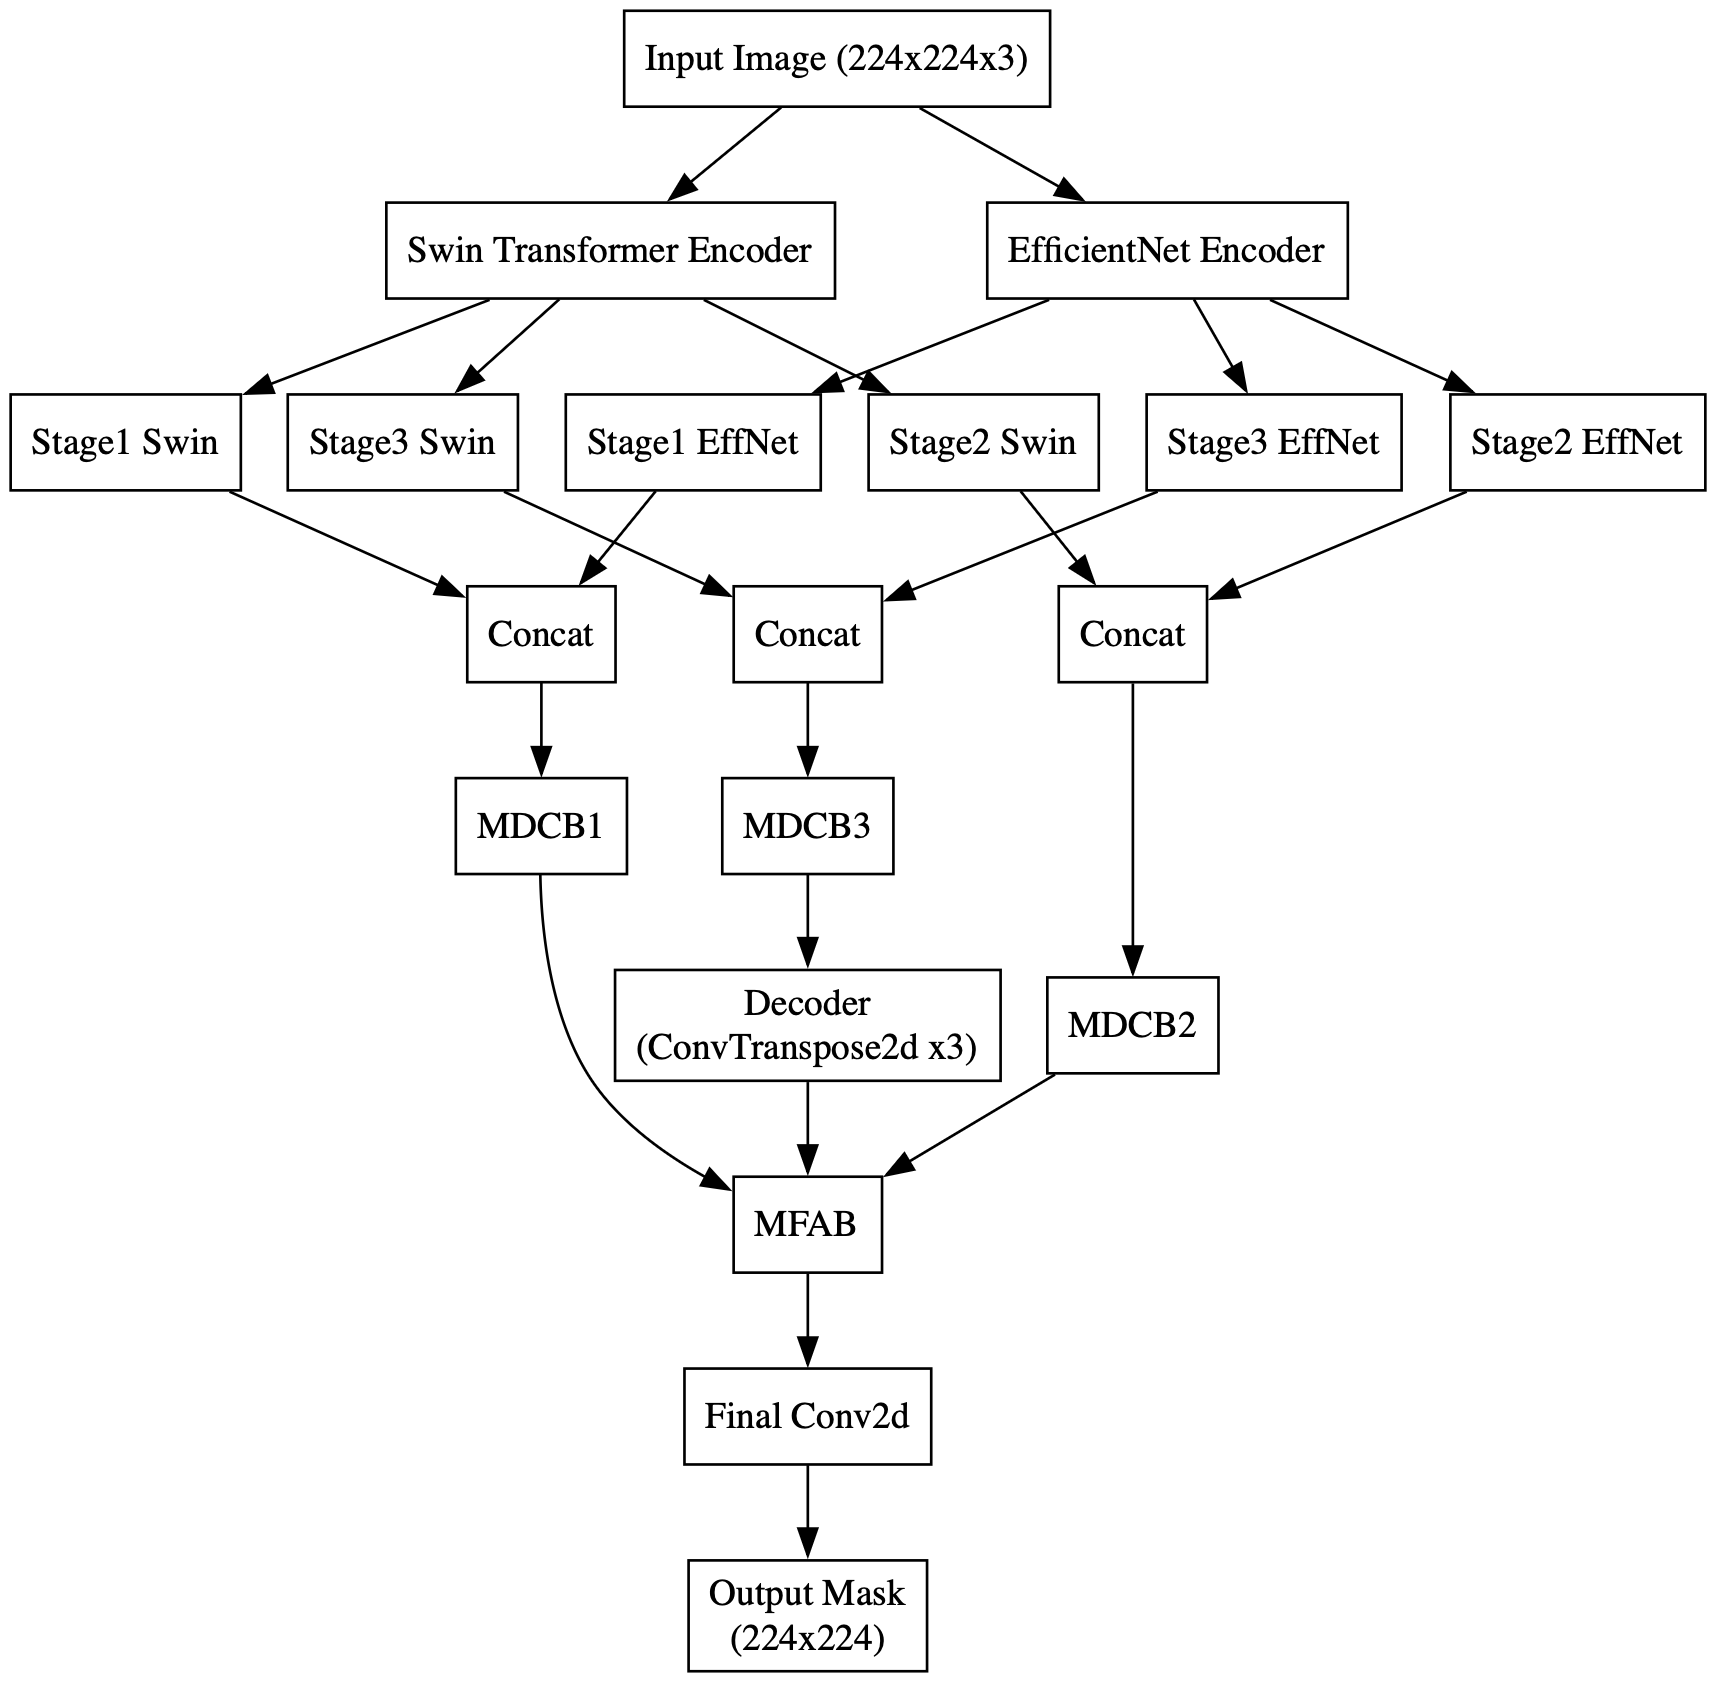 Input Image (224x224x3)
Swin Transformer Encoder
EfficientNet Encoder
Stage1 Swin
Stage3 Swin
Stage1 EffNet
Stage2 Swin
Stage3 EffNet
Stage2 EffNet
Concat
Concat
Concat
MDCB1
MDCB3
Decoder
(ConvTranspose2d x3)
MDCB2
MFAB
Final Conv2d
Output Mask
(224x224)